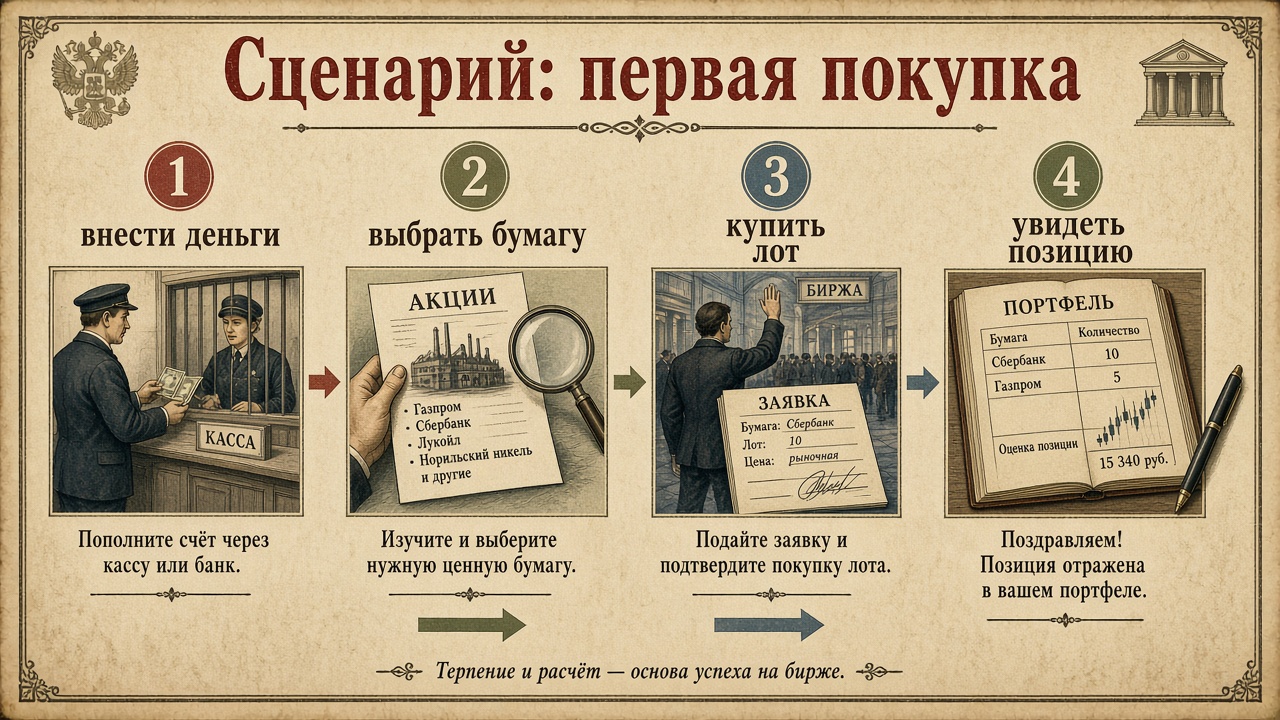 Сценарий: первая покупка
1
внести деньги
КАССА
Пополните счёт через
кассу или банк.
2
выбрать бумагу
АКЦИИ
• Газпром
• Сбербанк
• Лукойл
• Норильский никель
и другие
Изучите и выберите
нужную ценную бумагу.
3
купить
лот
БИРЖА
ЗАЯВКА
Бумага: Сбербанк
Лот: 10
Цена: рыночная
Подайте заявку и
подтвердите покупку лота.
4
увидеть
позицию
ПОРТФЕЛЬ
Бумага Количество
Сбербанк 10
Газпром 5
Оценка позиции 15 340 руб.
Поздравляем!
Позиция отражена
в вашем портфеле.
Терпение и расчёт — основа успеха на бирже.